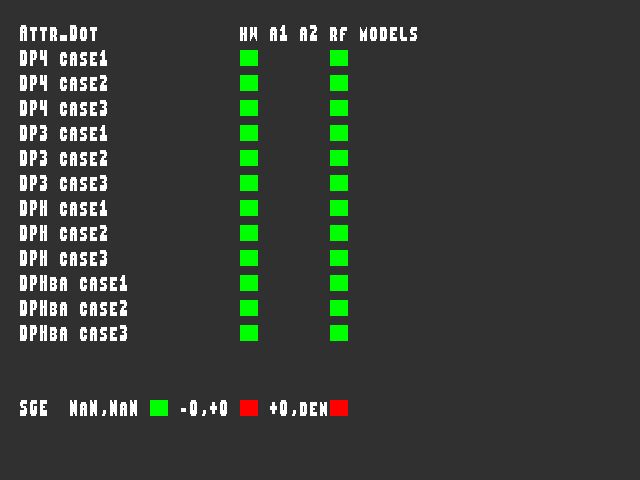 ATTR_DOT HW A1 A2 RF MODELS
DP4 CASE1
DP4 CASE2
DP4 CASE3
DP3 CASE1
DP3 CASE2
DP3 CASE3
DPH CASE1
DPH CASE2
DPH CASE3
DPHBA CASE1
DPHBA CASE2
DPHBA CASE3
SGE NAN,NAN -0,+0 +0,DEN